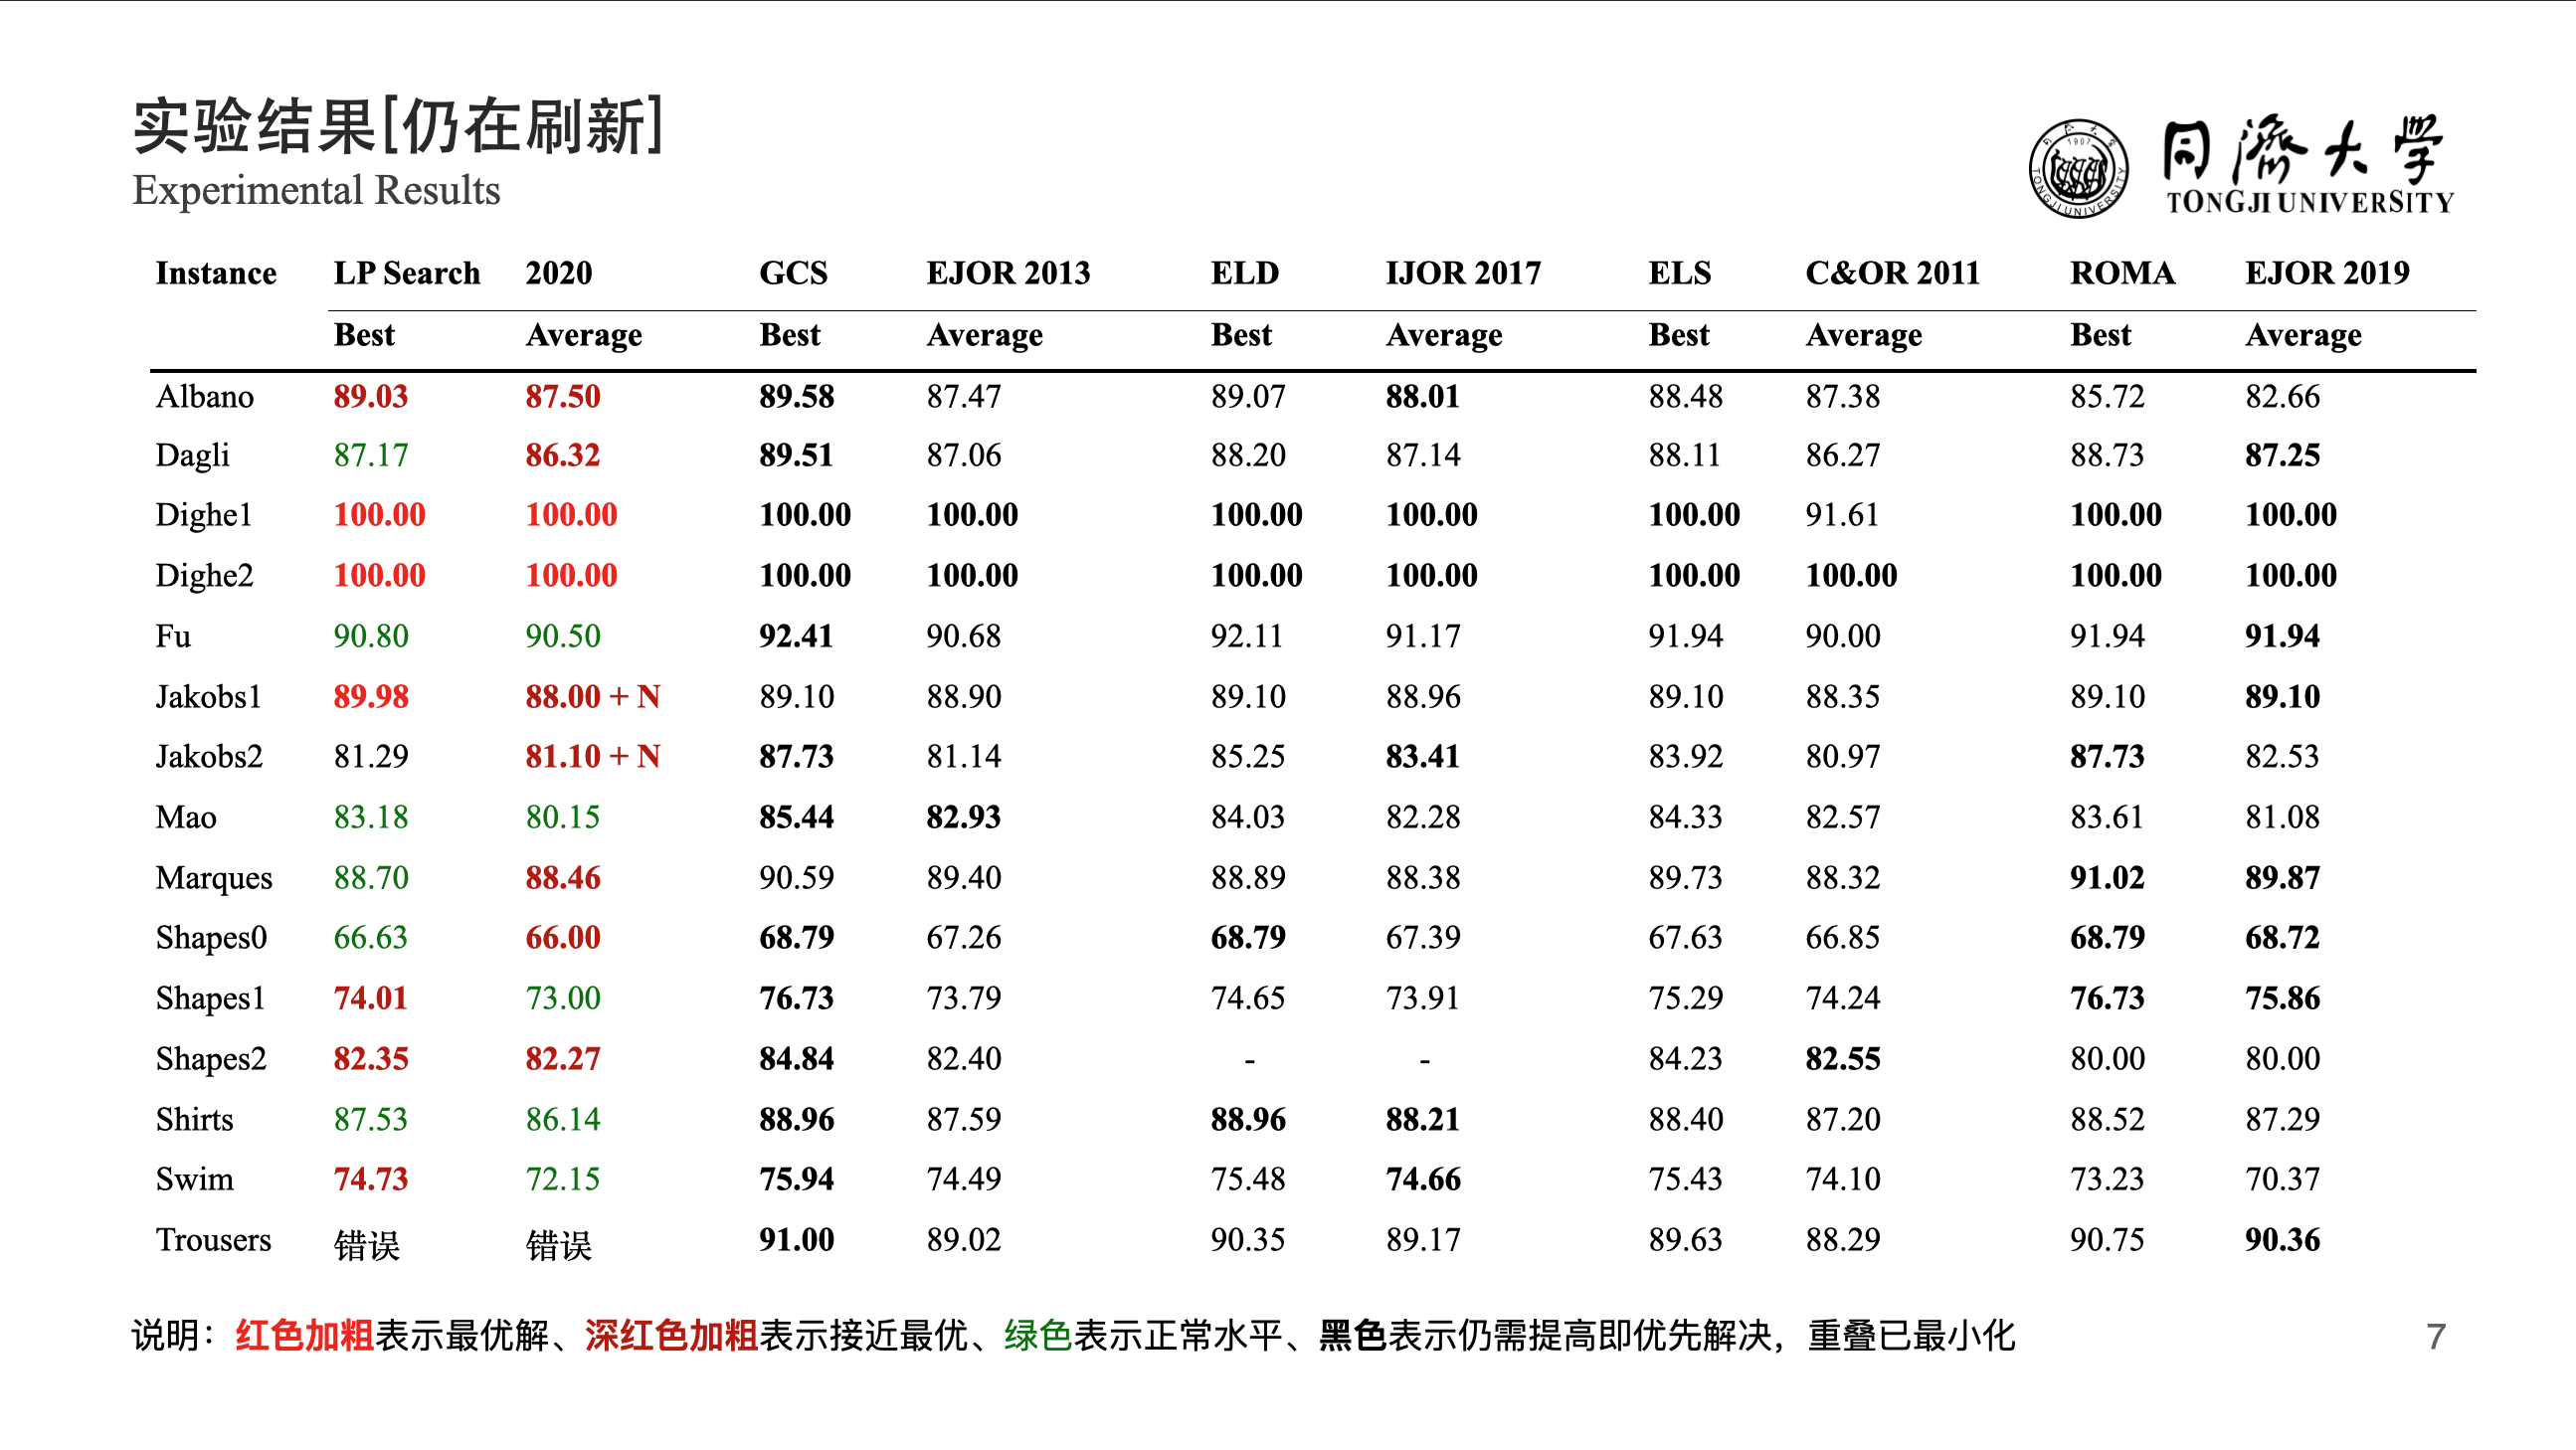 实验结果[仍在刷新]
Experimental Results
同濟大学
TONGJI UNIVERSITY
1907
TONGJI UNIVERSITY
Instance LP Search 2020 GCS EJOR 2013 ELD IJOR 2017 ELS C&OR 2011 ROMA EJOR 2019
Best Average Best Average Best Average Best Average Best Average
Albano 89.03 87.50 89.58 87.47 89.07 88.01 88.48 87.38 85.72 82.66
Dagli 87.17 86.32 89.51 87.06 88.20 87.14 88.11 86.27 88.73 87.25
Dighe1 100.00 100.00 100.00 100.00 100.00 100.00 100.00 91.61 100.00 100.00
Dighe2 100.00 100.00 100.00 100.00 100.00 100.00 100.00 100.00 100.00 100.00
Fu 90.80 90.50 92.41 90.68 92.11 91.17 91.94 90.00 91.94 91.94
Jakobs1 89.98 88.00 + N 89.10 88.90 89.10 88.96 89.10 88.35 89.10 89.10
Jakobs2 81.29 81.10 + N 87.73 81.14 85.25 83.41 83.92 80.97 87.73 82.53
Mao 83.18 80.15 85.44 82.93 84.03 82.28 84.33 82.57 83.61 81.08
Marques 88.70 88.46 90.59 89.40 88.89 88.38 89.73 88.32 91.02 89.87
Shapes0 66.63 66.00 68.79 67.26 68.79 67.39 67.63 66.85 68.79 68.72
Shapes1 74.01 73.00 76.73 73.79 74.65 73.91 75.29 74.24 76.73 75.86
Shapes2 82.35 82.27 84.84 82.40 - - 84.23 82.55 80.00 80.00
Shirts 87.53 86.14 88.96 87.59 88.96 88.21 88.40 87.20 88.52 87.29
Swim 74.73 72.15 75.94 74.49 75.48 74.66 75.43 74.10 73.23 70.37
Trousers 错误 错误 91.00 89.02 90.35 89.17 89.63 88.29 90.75 90.36
说明：红色加粗表示最优解、深红色加粗表示接近最优、绿色表示正常水平、黑色表示仍需提高即优先解决，重叠已最小化
7